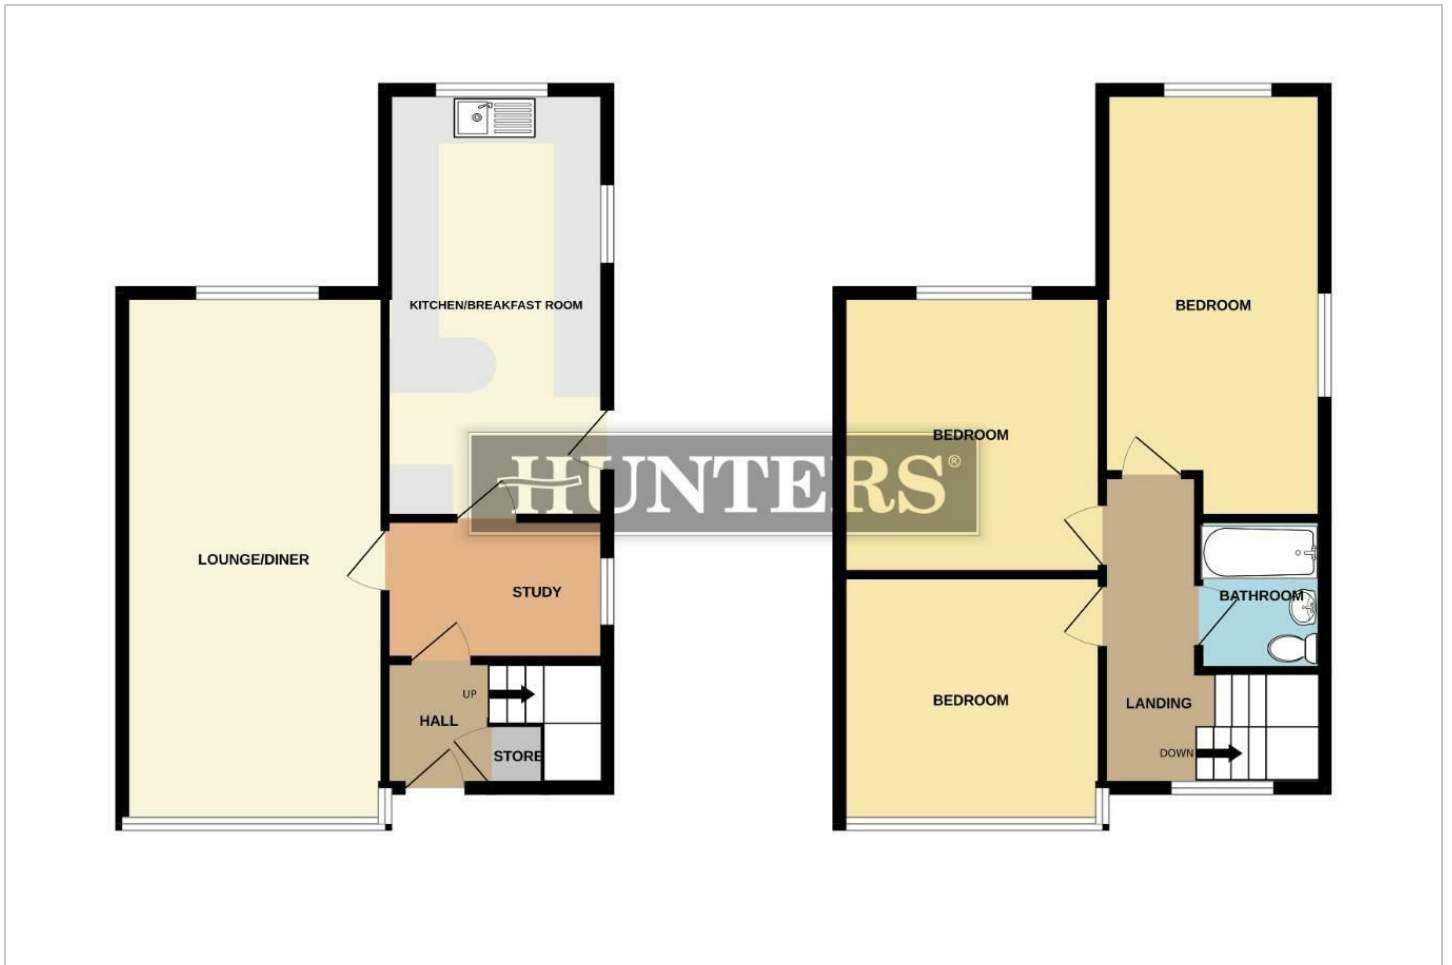 KITCHEN/BREAKFAST ROOM
LOUNGE/DINER
STUDY
UP
HALL
STORE
BEDROOM
BEDROOM
BATHROOM
BEDROOM
LANDING
DOWN
HUNTERS®